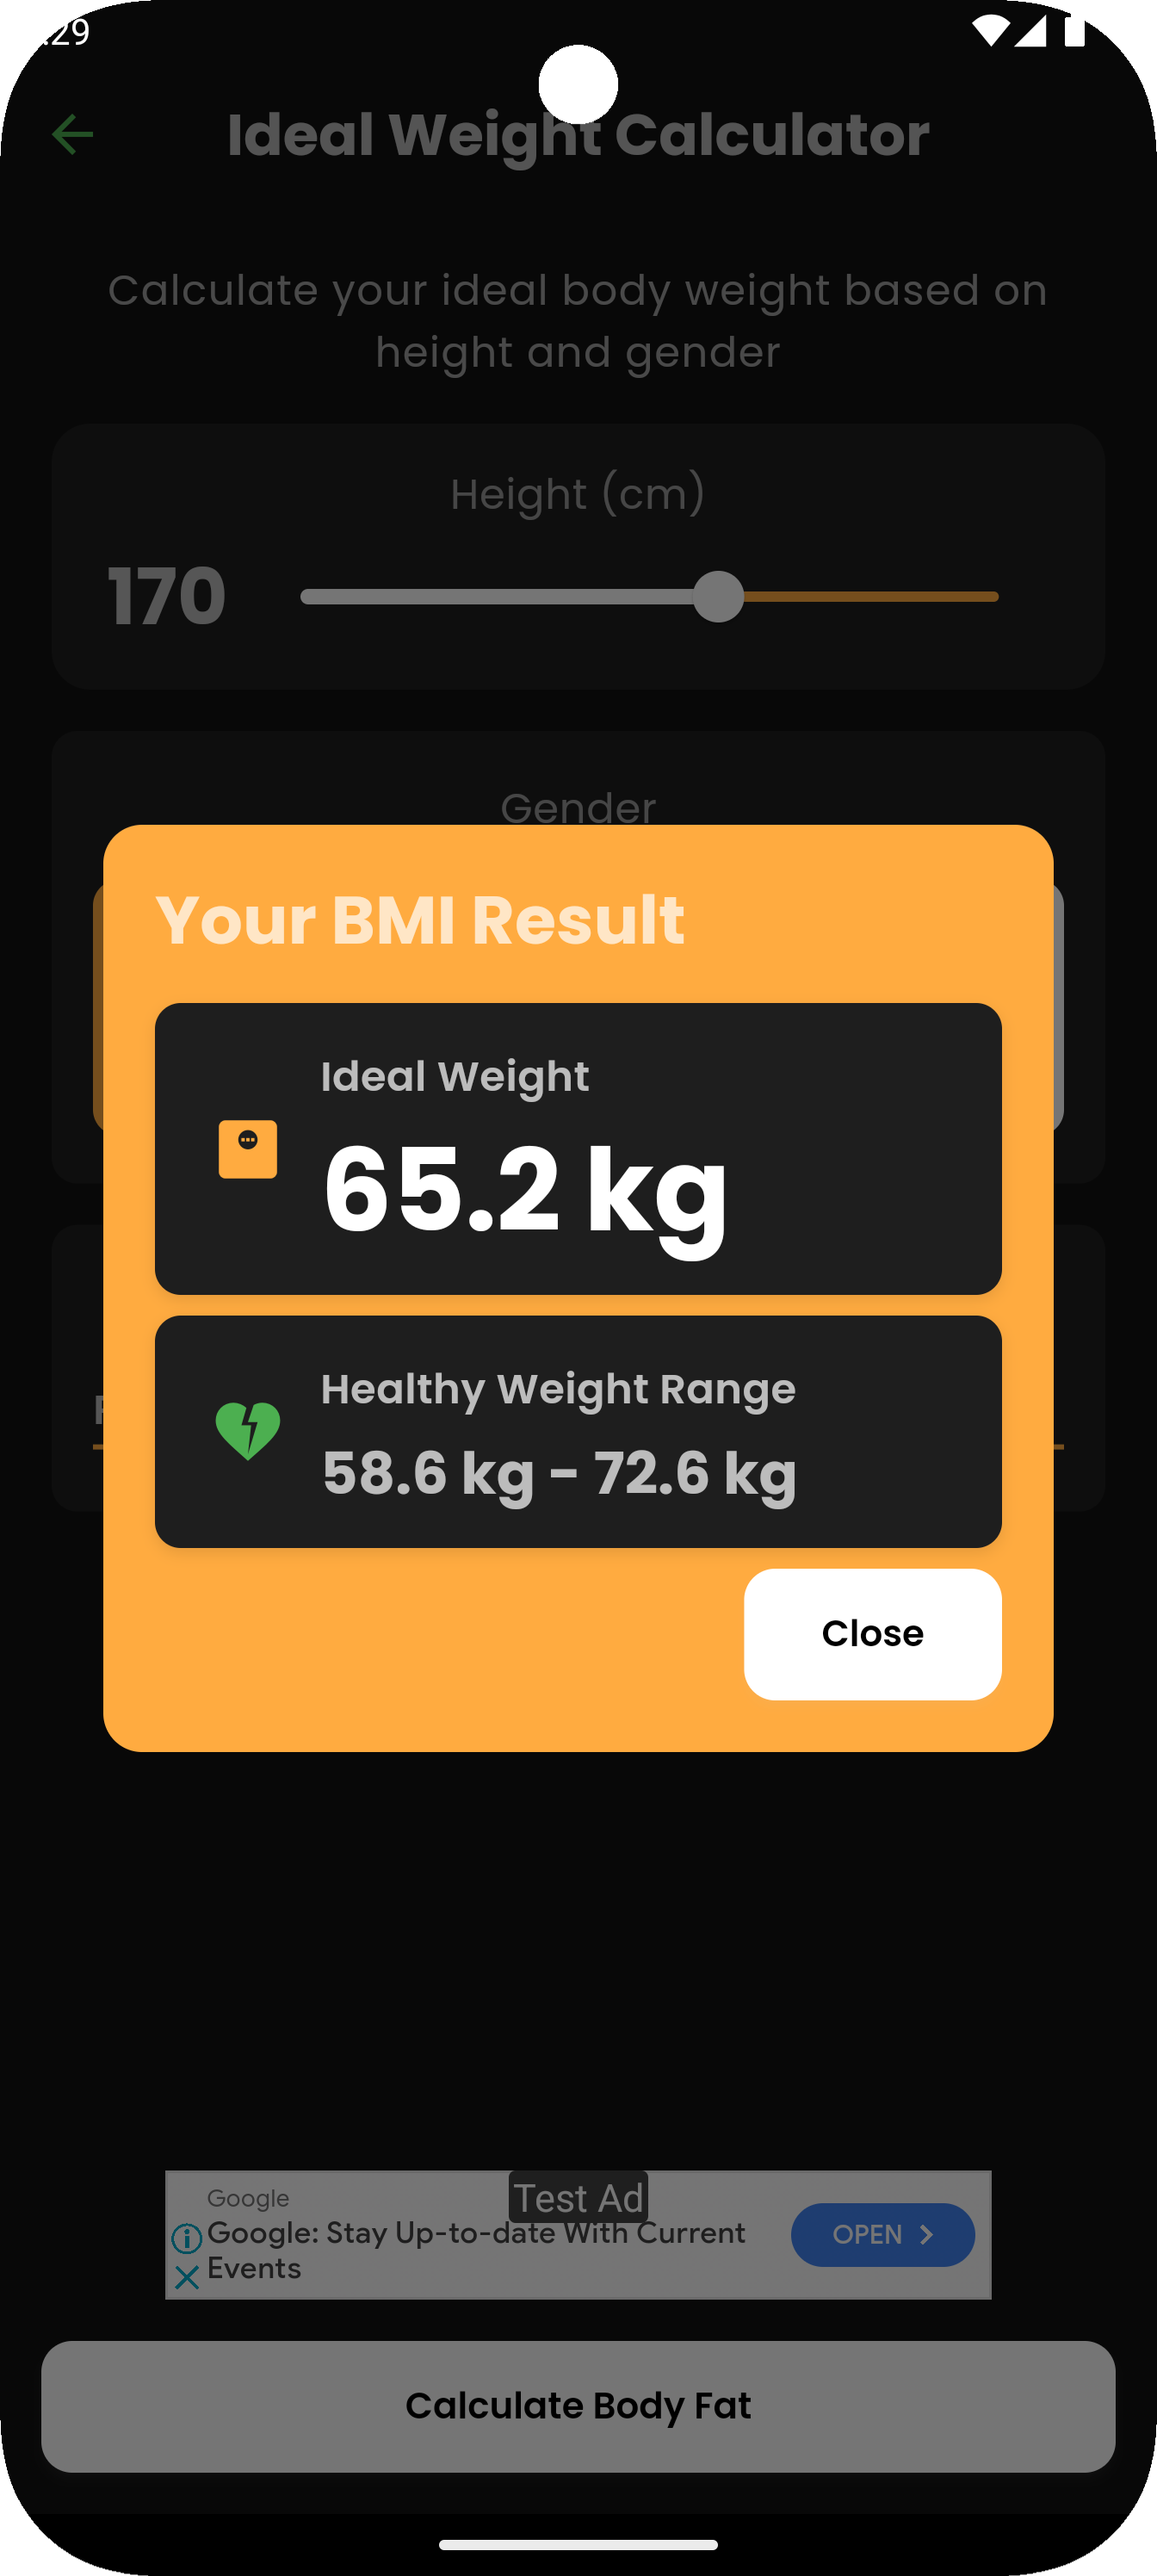 :29
Ideal Weight Calculator
Calculate your ideal body weight based on
height and gender
Height (cm)
170
Gender
Your BMI Result
Ideal Weight
65.2 kg
Healthy Weight Range
58.6 kg - 72.6 kg
Close
Test Ad
Google
Google: Stay Up-to-date With Current
Events
OPEN
Calculate Body Fat